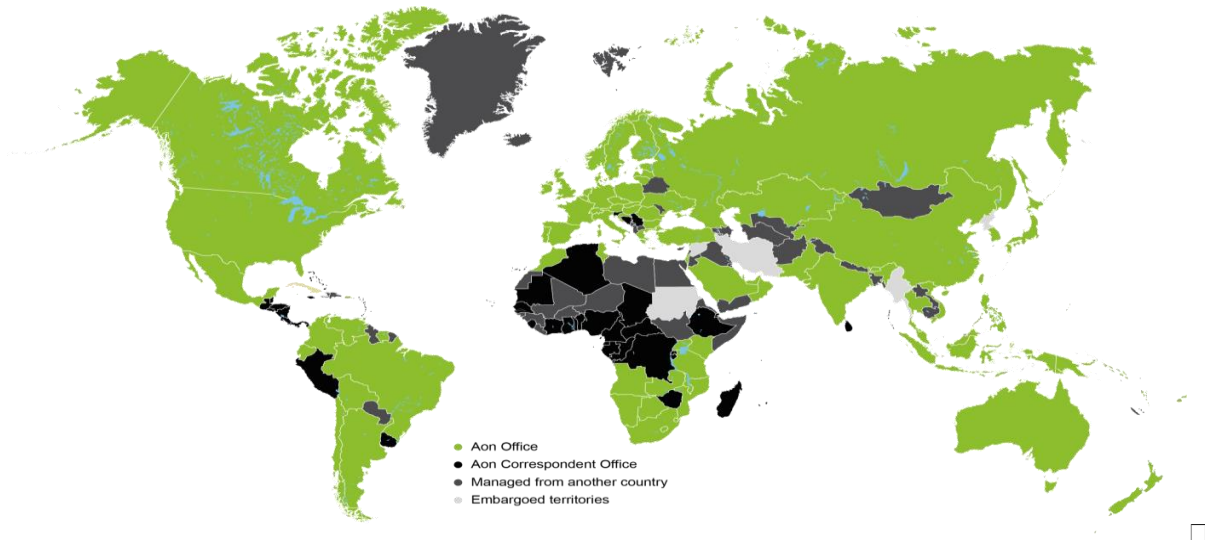 Aon Office
Aon Correspondent Office
Managed from another country
Embargoed territories